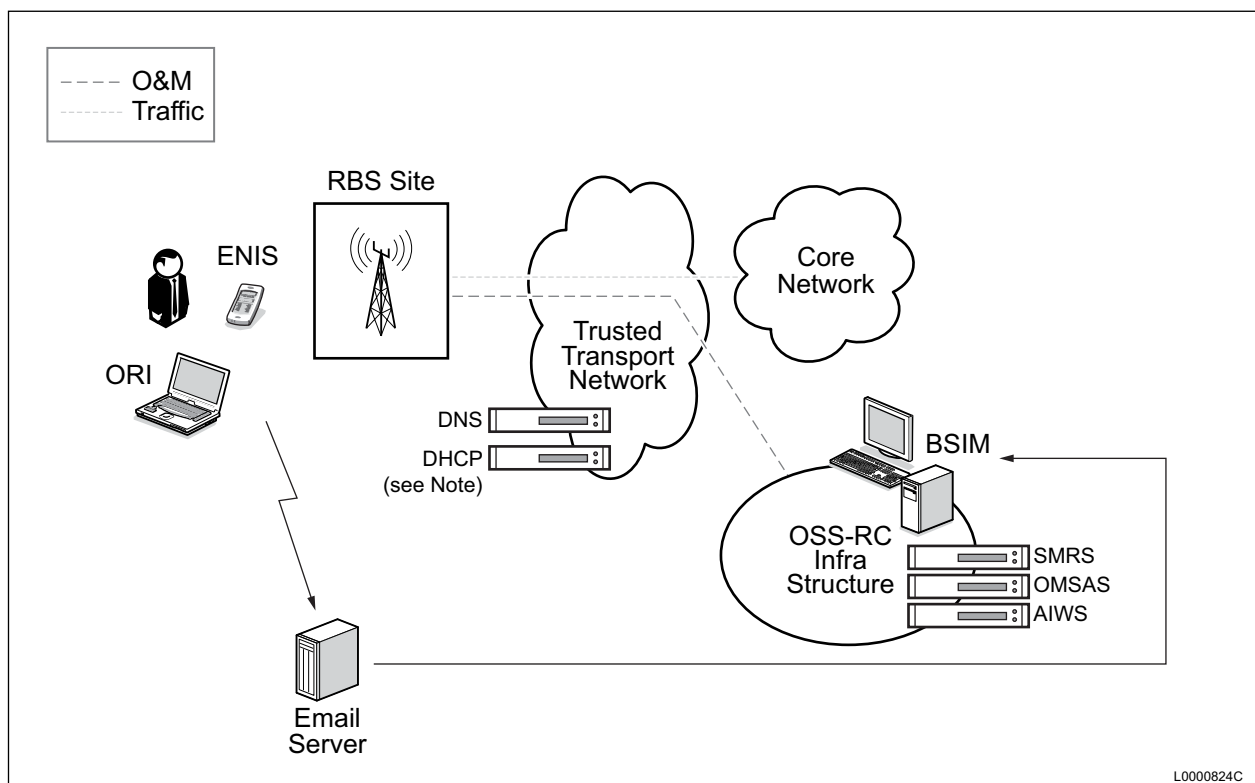 O&M
Traffic
RBS Site
ENIS
ORI
Core
Network
Trusted
Transport
Network
DNS
DHCP
(see Note)
BSIM
OSS-RC
Infra
Structure
SMRS
OMSAS
AIWS
Email
Server
L0000824C